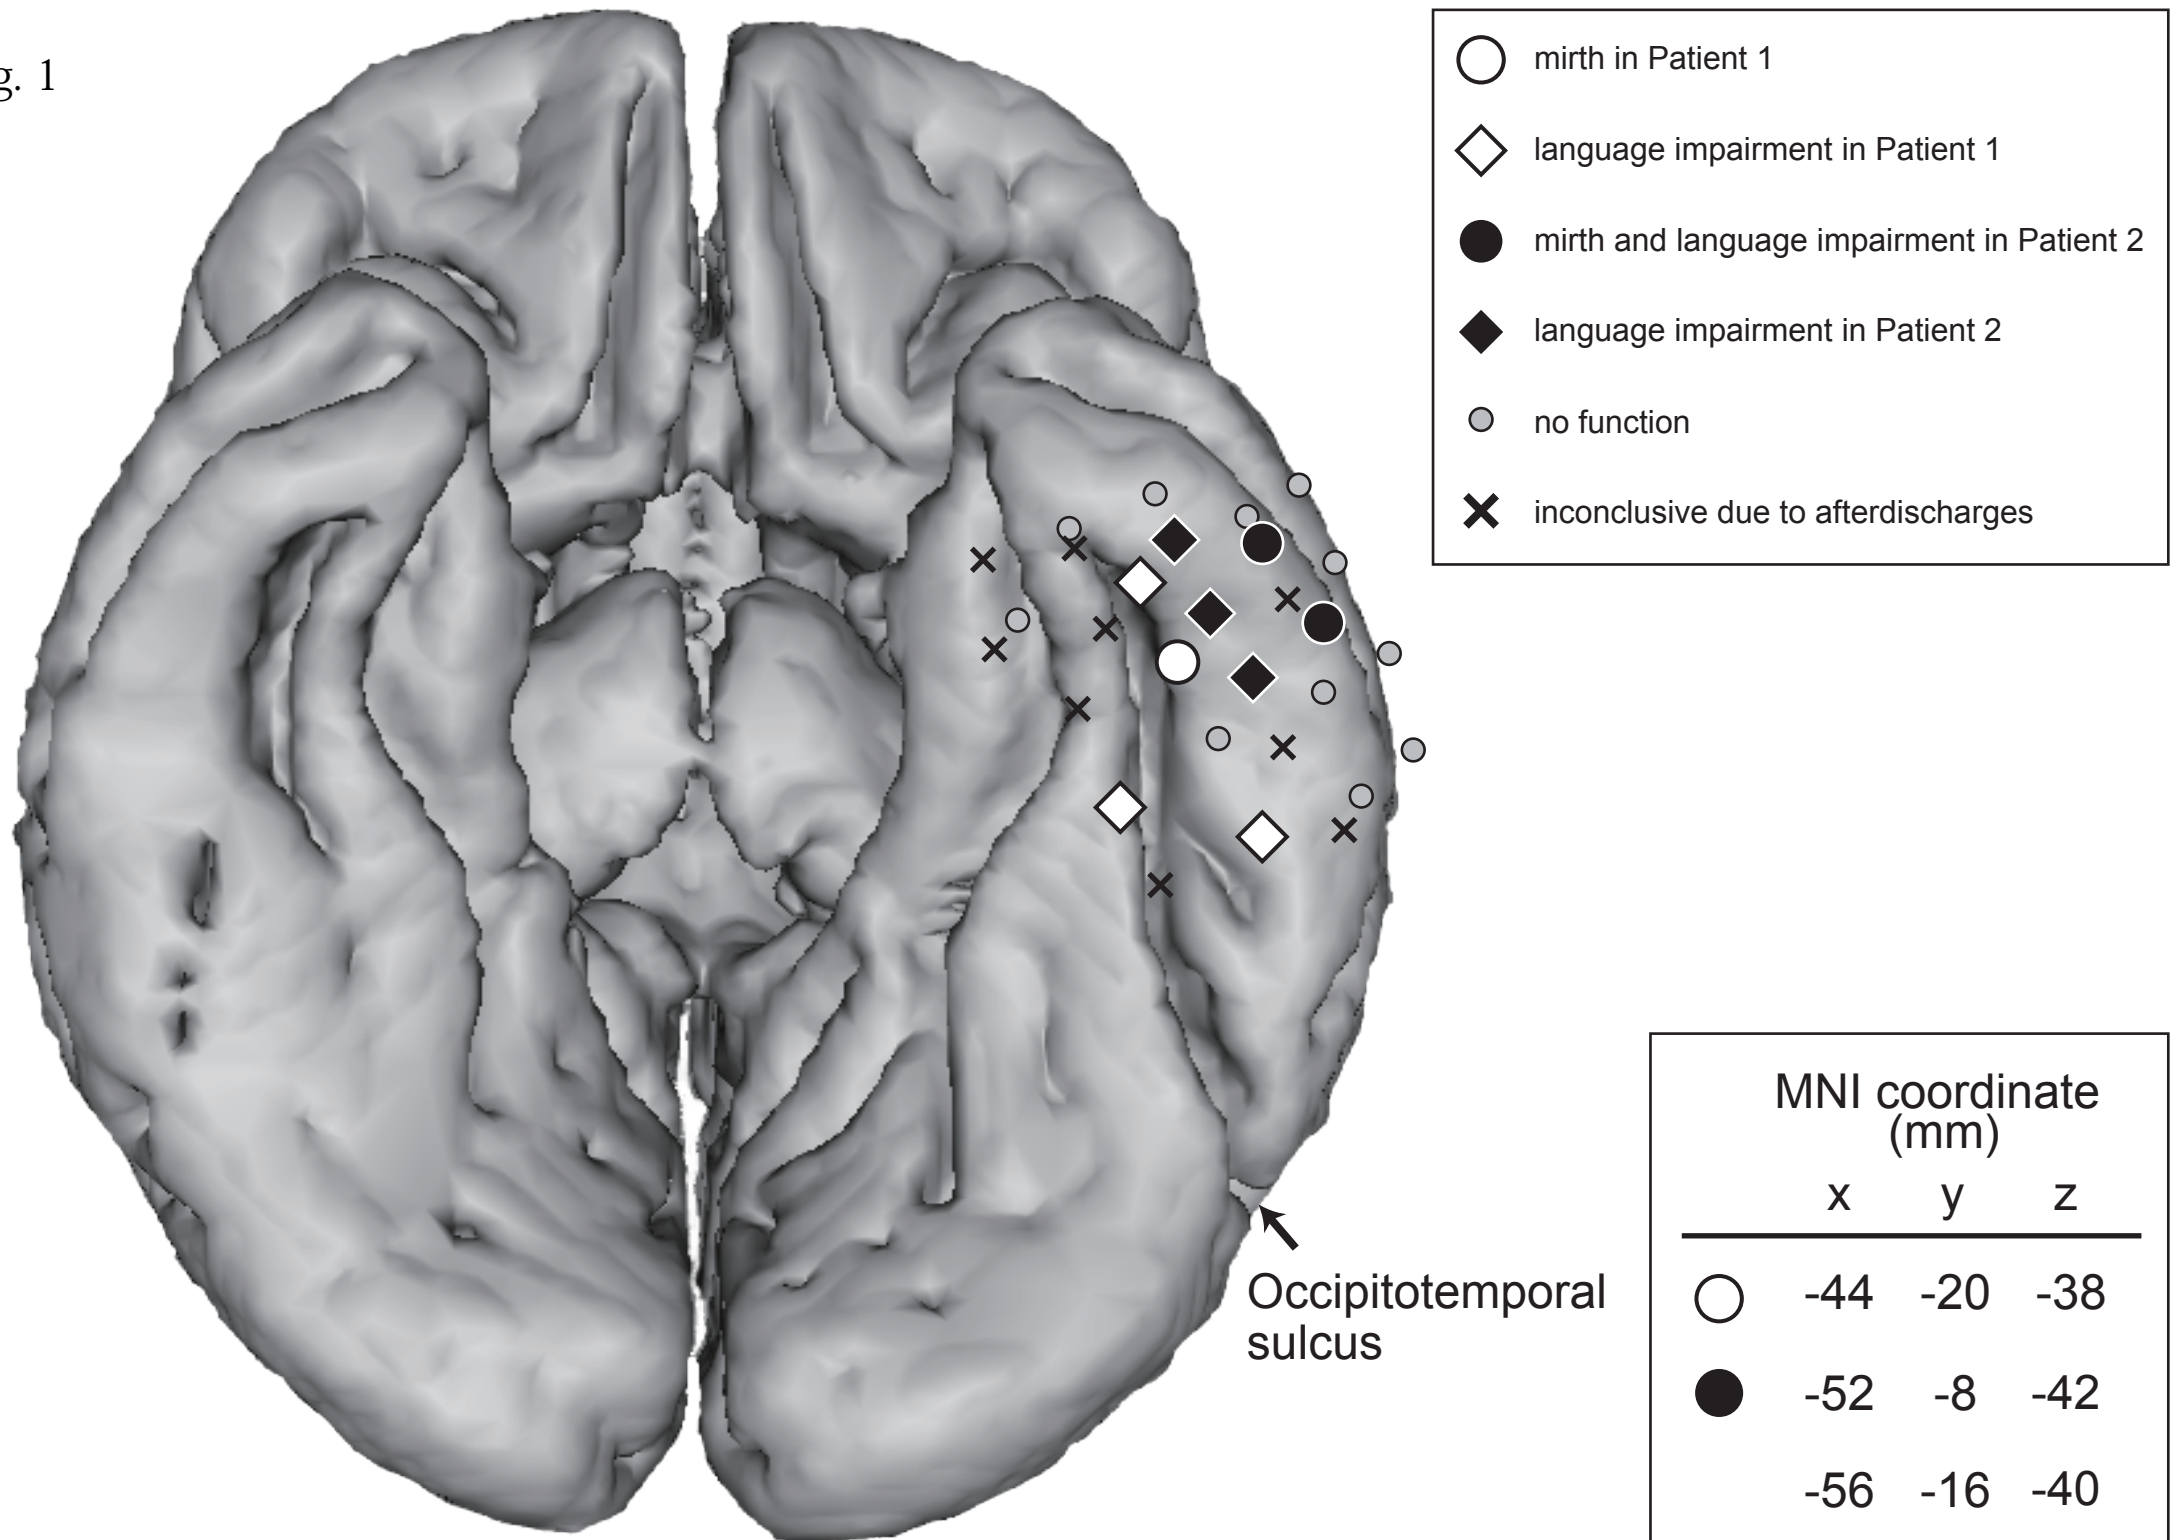 g. 1
mirth in Patient 1
language impairment in Patient 1
mirth and language impairment in Patient 2
language impairment in Patient 2
no function
inconclusive due to afterdischarges
Occipitotemporal
sulcus
MNI coordinate
(mm)
x y z
-44 -20 -38
-52 -8 -42
-56 -16 -40